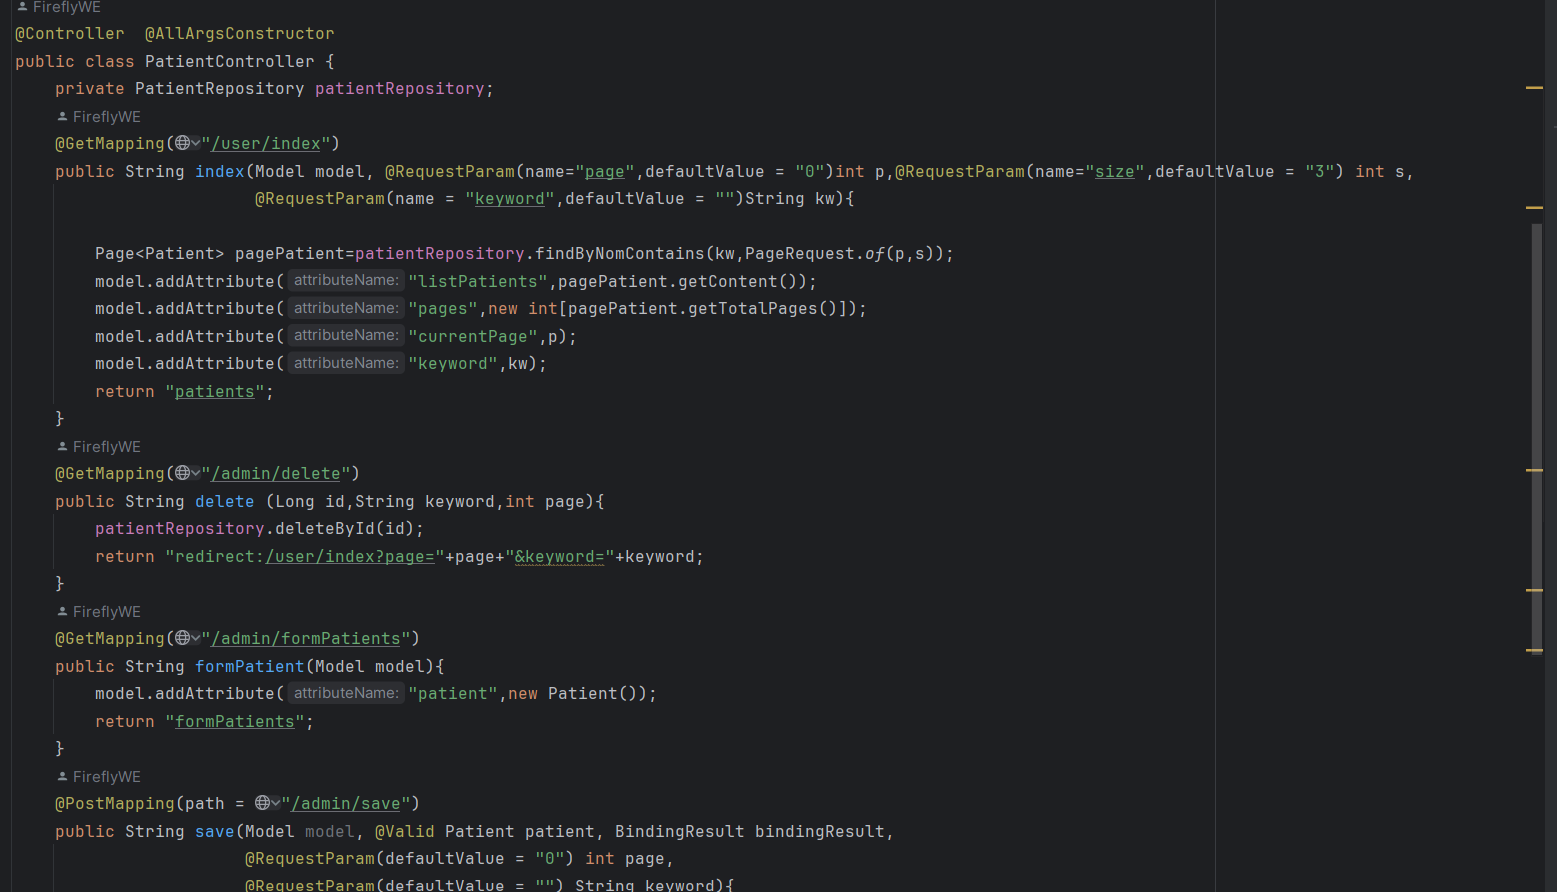 FireflyWE
@Controller  @AllArgsConstructor
public class PatientController {
    private PatientRepository patientRepository;
    FireflyWE
    @GetMapping("/user/index")
    public String index(Model model, @RequestParam(name="page",defaultValue = "0")int p,@RequestParam(name="size",defaultValue = "3") int s,
                        @RequestParam(name = "keyword",defaultValue = "")String kw){
        Page<Patient> pagePatient=patientRepository.findByNomContains(kw,PageRequest.of(p,s));
        model.addAttribute( attributeName: "listPatients",pagePatient.getContent());
        model.addAttribute( attributeName: "pages",new int[pagePatient.getTotalPages()]);
        model.addAttribute( attributeName: "currentPage",p);
        model.addAttribute( attributeName: "keyword",kw);
        return "patients";
    }
    FireflyWE
    @GetMapping("/admin/delete")
    public String delete (Long id,String keyword,int page){
        patientRepository.deleteById(id);
        return "redirect:/user/index?page="+page+"&keyword="+keyword;
    }
    FireflyWE
    @GetMapping("/admin/formPatients")
    public String formPatient(Model model){
        model.addAttribute( attributeName: "patient",new Patient());
        return "formPatients";
    }
    FireflyWE
    @PostMapping(path = "/admin/save")
    public String save(Model model, @Valid Patient patient, BindingResult bindingResult,
                       @RequestParam(defaultValue = "0") int page,
                       @RequestParam(defaultValue = "") String keyword){